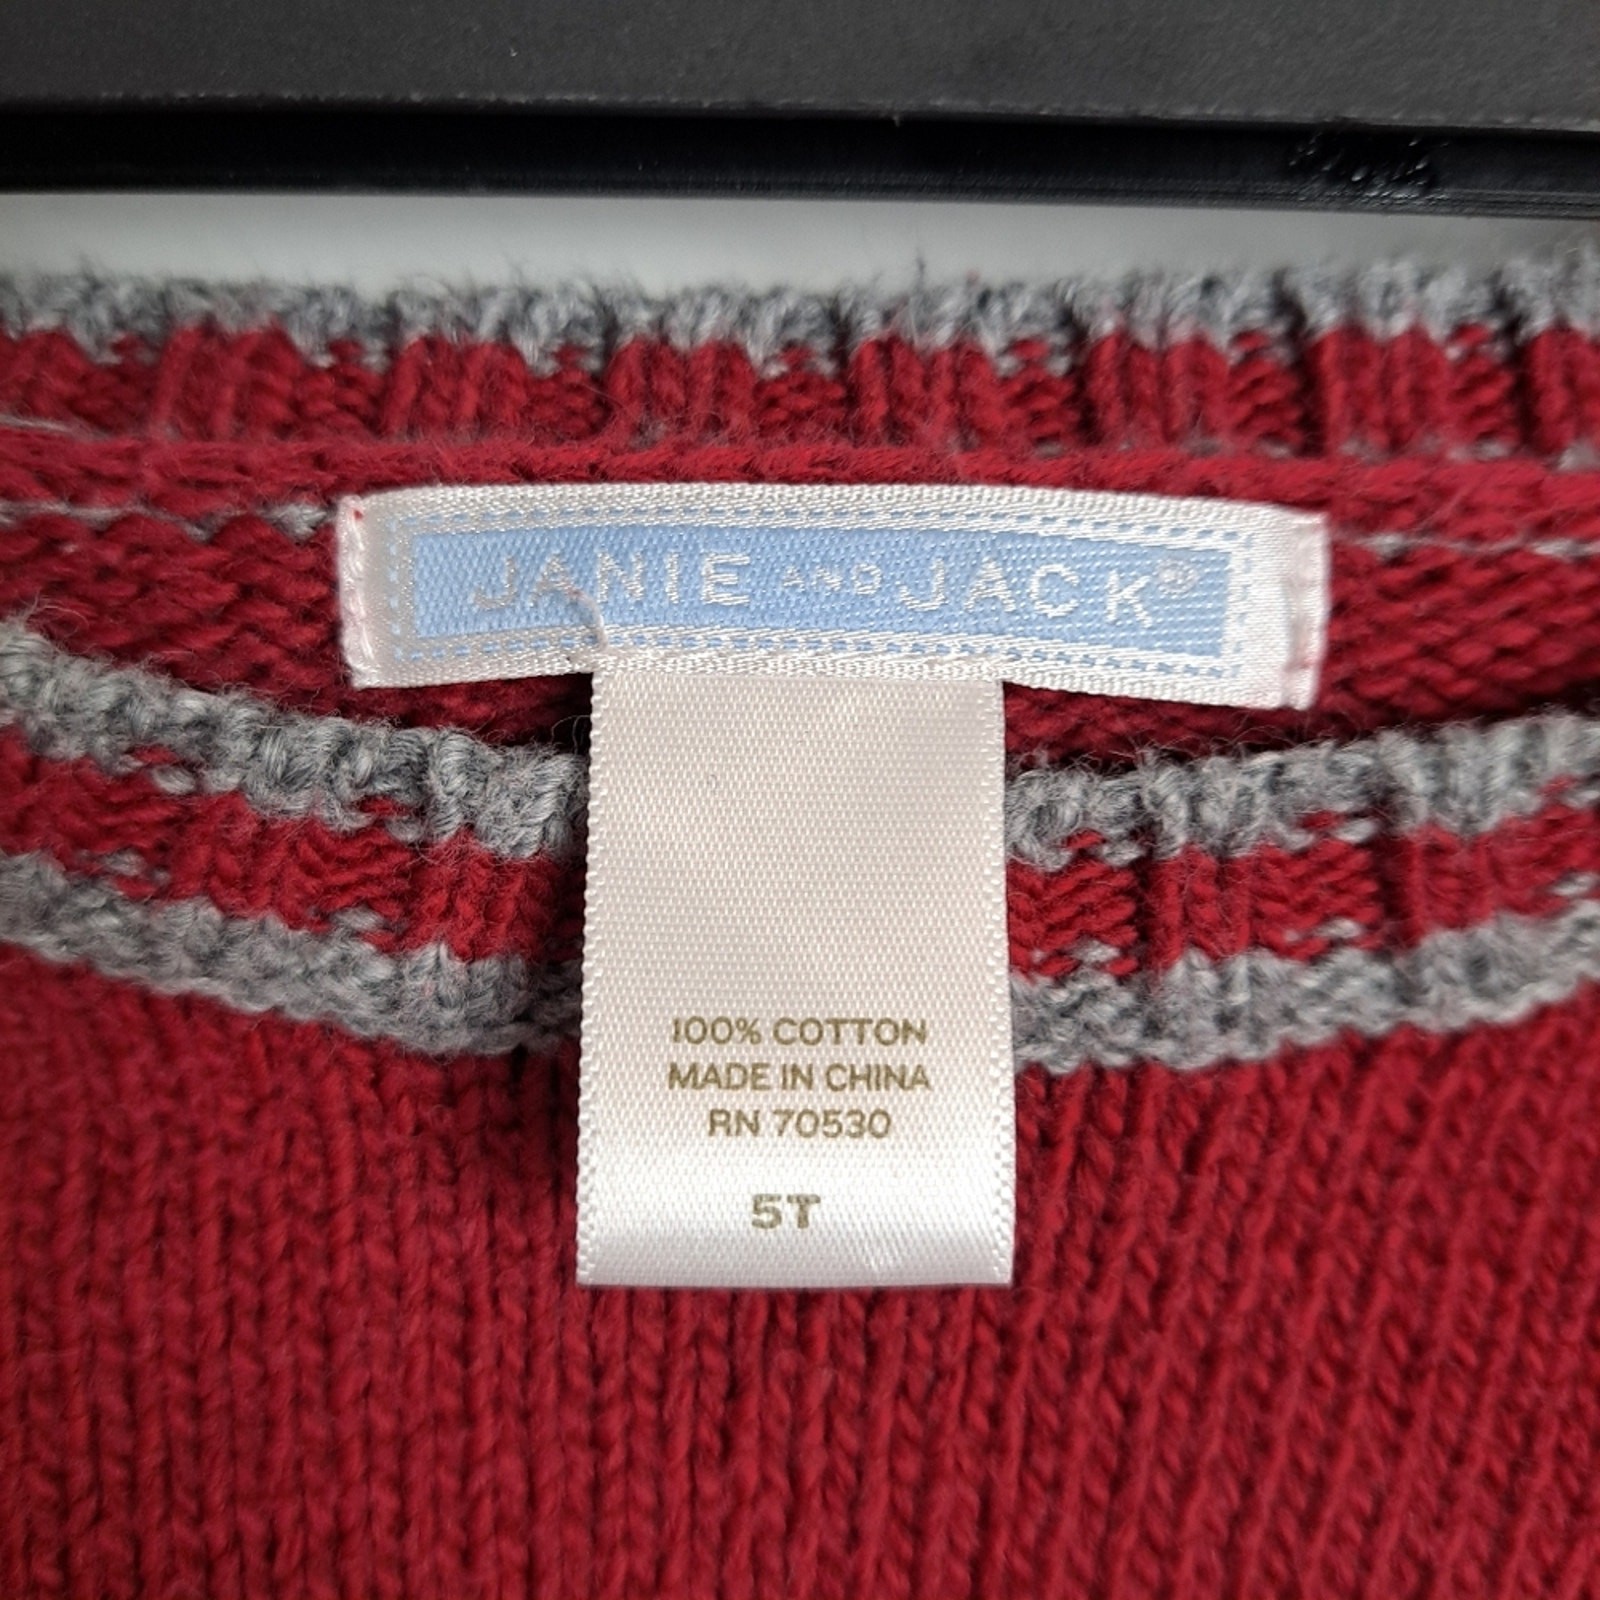 JANIE AND JACK®
100% COTTON
MADE IN CHINA
RN 70530
5T